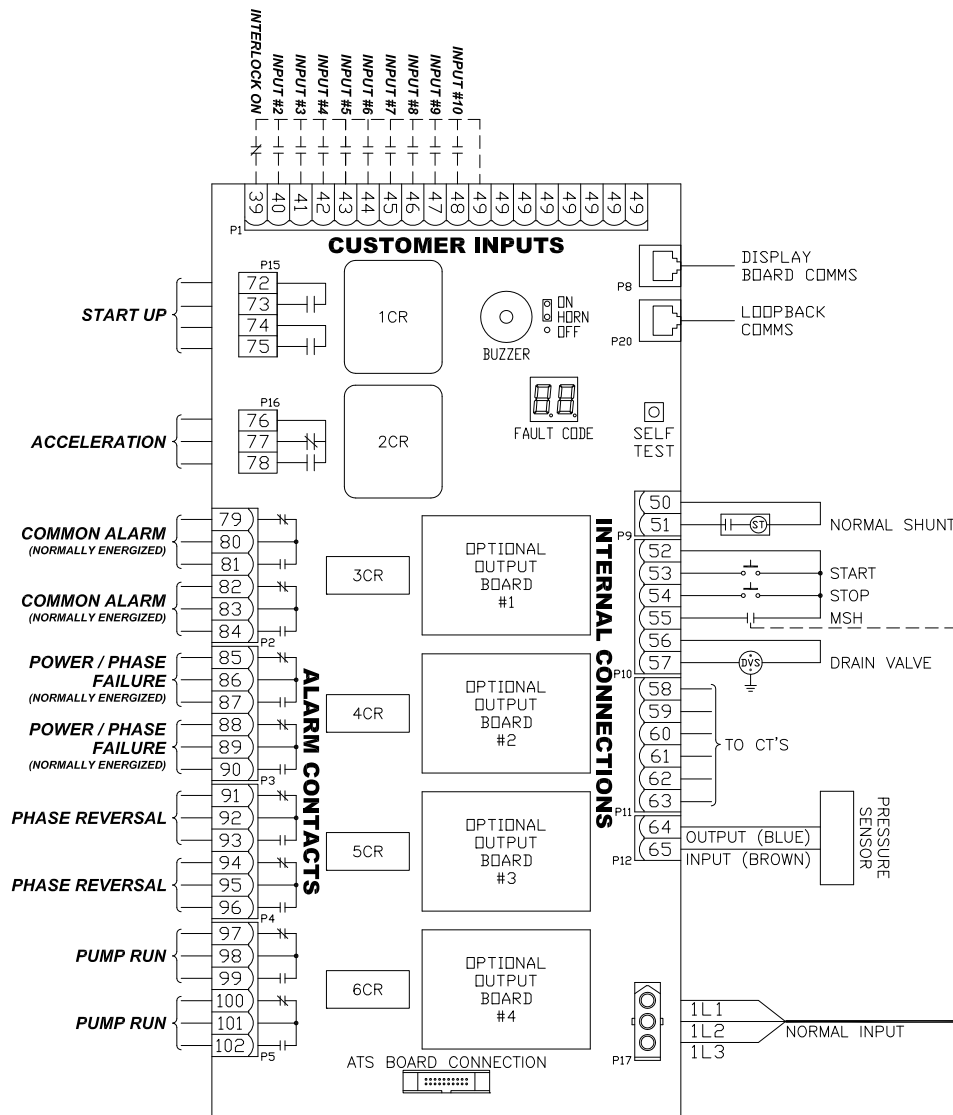 INTERLOCK ON
INPUT #2
INPUT #3
INPUT #4
INPUT #5
INPUT #6
INPUT #7
INPUT #8
INPUT #9
INPUT #10
39 40 41 42 43 44 45 46 47 48 49 49 49 49 49 49 49 49
P1
CUSTOMER INPUTS
START UP
P15
72
73
74
75
1CR
BUZZER
ON
HORN
OFF
P8
DISPLAY
BOARD COMMS
P20
LOOPBACK
COMMS
FAULT CODE
SELF
TEST
ACCELERATION
P16
76
77
78
2CR
COMMON ALARM
(NORMALLY ENERGIZED)
79
80
81
COMMON ALARM
(NORMALLY ENERGIZED)
82
83
84
P2
POWER / PHASE
FAILURE
(NORMALLY ENERGIZED)
85
86
87
POWER / PHASE
FAILURE
(NORMALLY ENERGIZED)
88
89
90
P3
PHASE REVERSAL
91
92
93
PHASE REVERSAL
94
95
96
P4
PUMP RUN
97
98
99
PUMP RUN
100
101
102
P5
ALARM CONTACTS
3CR
4CR
5CR
6CR
OPTIONAL
OUTPUT
BOARD
#1
OPTIONAL
OUTPUT
BOARD
#2
OPTIONAL
OUTPUT
BOARD
#3
OPTIONAL
OUTPUT
BOARD
#4
ATS BOARD CONNECTION
INTERNAL CONNECTIONS
50
51
P9
ST
NORMAL SHUNT
52
53
54
55
56
57
P10
START
STOP
MSH
DVS
DRAIN VALVE
58
59
60
61
62
63
P11
TO CT'S
64
65
P12
OUTPUT (BLUE)
INPUT (BROWN)
PRESSURE
SENSOR
P17
1L1
1L2
1L3
NORMAL INPUT